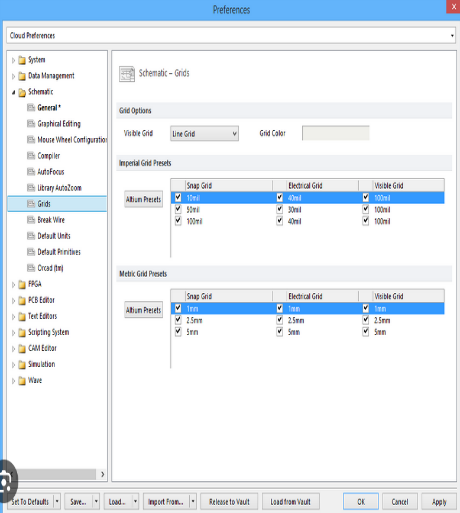 Preferences
x
Cloud Preferences
System
Data Management
Schematic
General *
Graphical Editing
Mouse Wheel Configuration
Compiler
AutoFocus
Library AutoZoom
Grids
Break Wire
Default Units
Default Primitives
Orcad (tm)
FPGA
PCB Editor
Text Editors
Scripting System
CAM Editor
Simulation
Wave
Schematic – Grids
Grid Options
Visible Grid Line Grid Grid Color
Imperial Grid Presets
Altium Presets
Snap Grid Electrical Grid Visible Grid
10mil 40mil 100mil
50mil 30mil 100mil
100mil 40mil 100mil
Metric Grid Presets
Altium Presets
Snap Grid Electrical Grid Visible Grid
1mm 1mm 1mm
2.5mm 2.5mm 2.5mm
5mm 5mm 5mm
Set To Defaults Save... Load... Import From... Release to Vault Load from Vault OK Cancel Apply